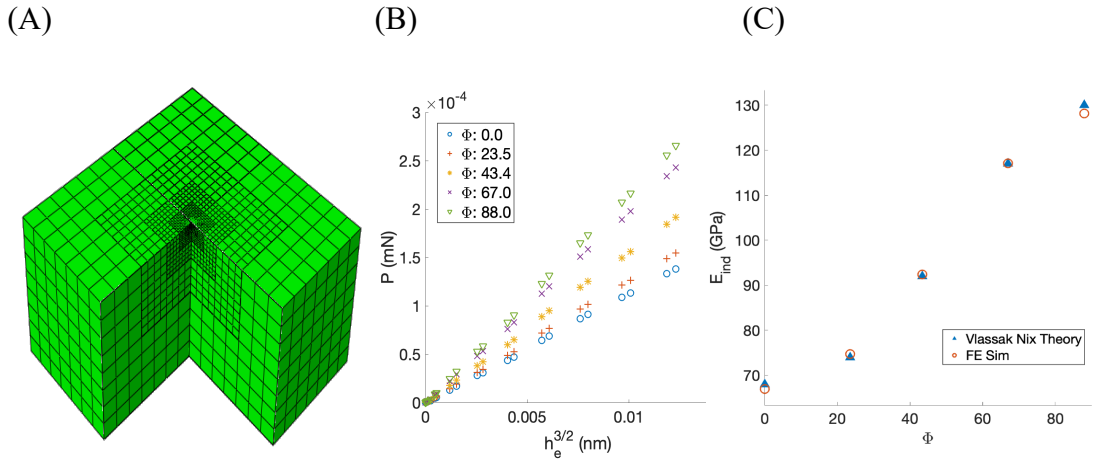 (A)
(B)
(C)
×10⁻⁴
3
2.5
2
1.5
1
0.5
0
P (mN)
Φ: 0.0
Φ: 23.5
Φ: 43.4
Φ: 67.0
Φ: 88.0
0
0.005
0.01
hₑ^3/2 (nm)
130
120
110
100
90
80
70
E_ind (GPa)
Vlassak Nix Theory
FE Sim
0
20
40
60
80
Φ